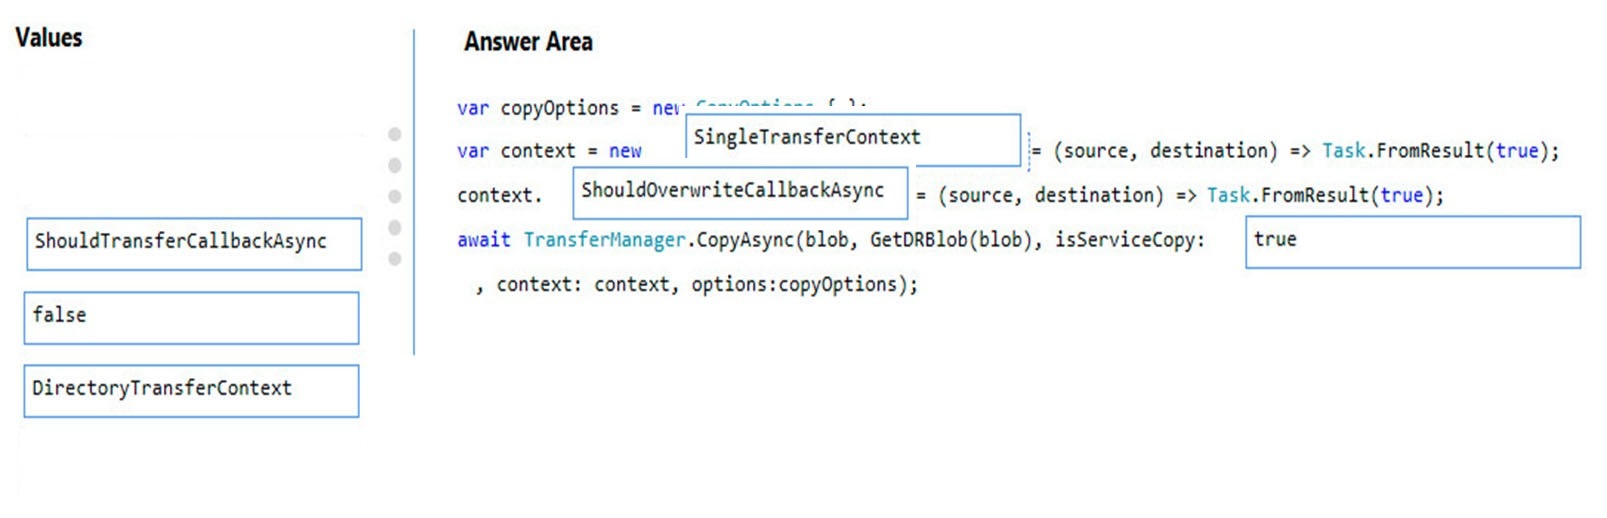 Values
ShouldTransferCallbackAsync
false
DirectoryTransferContext
Answer Area
var copyOptions = new CopyOptions { };
var context = new SingleTransferContext = (source, destination) => Task.FromResult(true);
context. ShouldOverwriteCallbackAsync = (source, destination) => Task.FromResult(true);
await TransferManager.CopyAsync(blob, GetDRBlob(blob), isServiceCopy: true
, context: context, options:copyOptions);